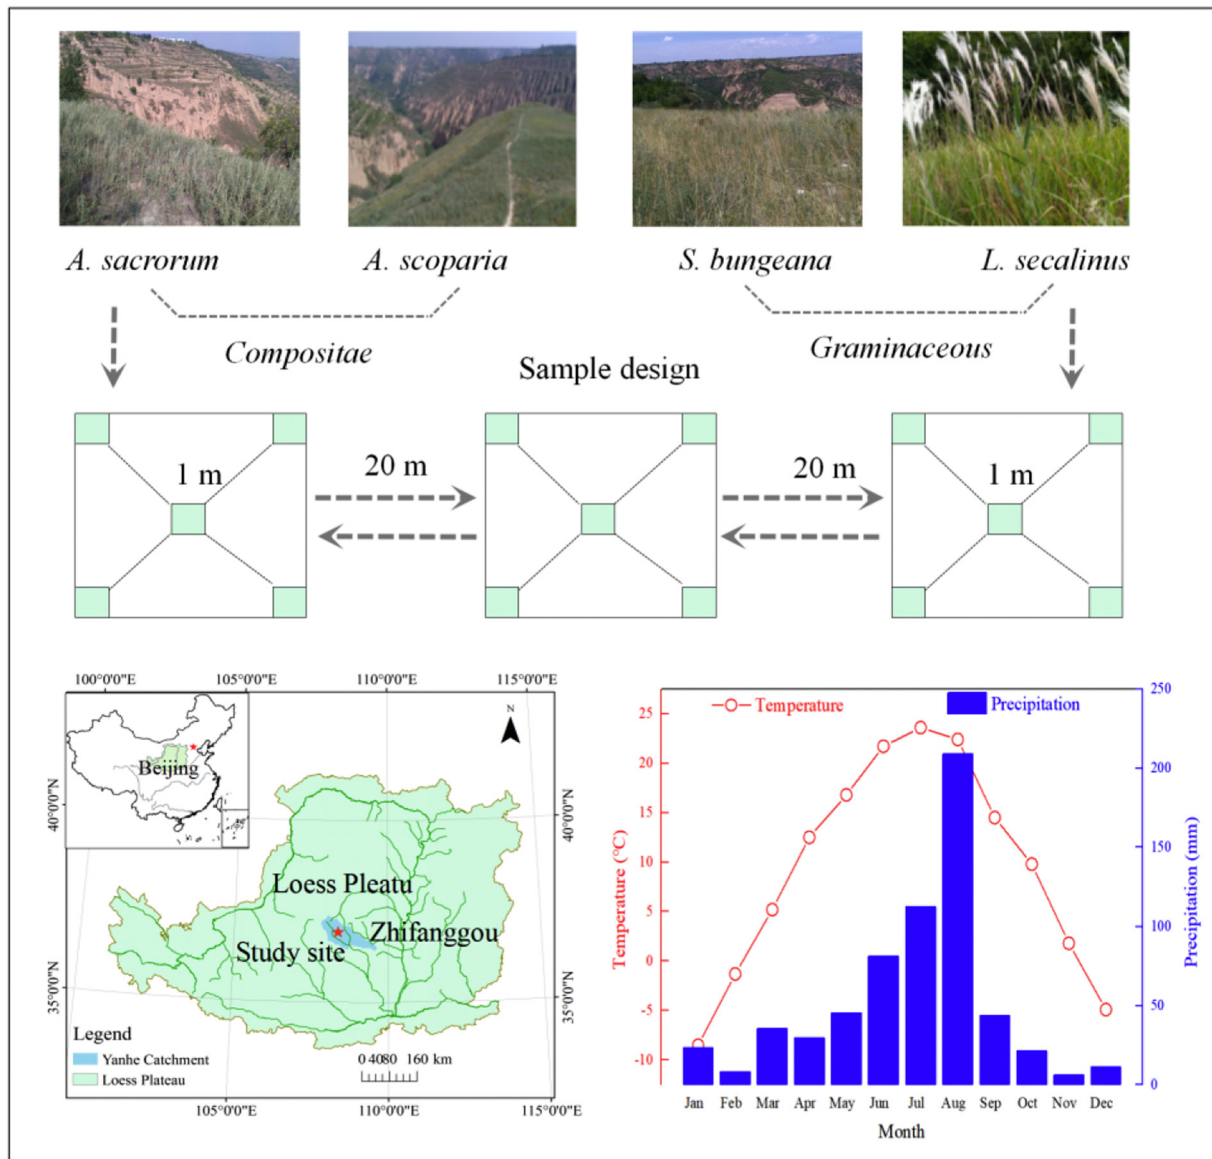 A. sacrorum
A. scoparia
S. bungeana
L. secalinus
Compositae
Graminaceous
Sample design
1 m
20 m
20 m
1 m
100°0'0"E
105°0'0"E
110°0'0"E
115°0'0"E
N
Beijing
40°0'0"N
40°0'0"N
Loess Pleatu
Zhifanggou
Study site
35°0'0"N
35°0'0"N
Legend
Yanhe Catchment
Loess Plateau
0 4080 160 km
105°0'0"E
110°0'0"E
115°0'0"E
Temperature
Precipitation
Temperature (°C)
25
20
15
10
5
0
-5
-10
250
200
150
100
50
0
Precipitation (mm)
Jan Feb Mar Apr May Jun Jul Aug Sep Oct Nov Dec
Month